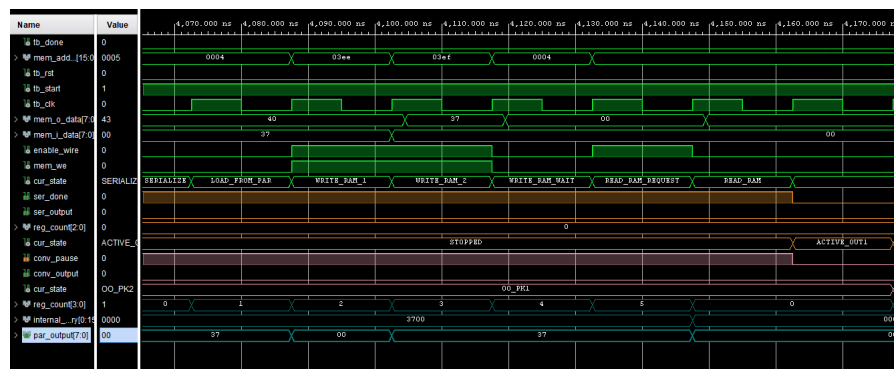 Name Value 4,070.000 ns 4,080.000 ns 4,090.000 ns 4,100.000 ns 4,110.000 ns 4,120.000 ns 4,130.000 ns 4,140.000 ns 4,150.000 ns 4,160.000 ns 4,170.000
tb_done 0
mem_add...[15:0 0005 0004 03ee 03ef 0004
tb_rst 0
tb_start 1
tb_clk 0
mem_o_data[7:0 43 40 37 00
mem_i_data[7:0] 00 37 00
enable_wire 0
mem_we 0
cur_state SERIALIZ SERIALIZE LOAD_FROM_PAR WRITE_RAM_1 WRITE_RAM_2 WRITE_RAM_WAIT READ_RAM_REQUEST READ_RAM
ser_done 0
ser_output 0
reg_count[2:0] 0 0
cur_state ACTIVE_( STOPPED ACTIVE_OUT1
conv_pause 0
conv_output 0
cur_state OO_PK2 OO_PK1
reg_count[3:0] 1 0 1 2 3 4 5 0
internal_...ry[0:15 0000 3700 00
par_output[7:0] 00 37 00 37 0